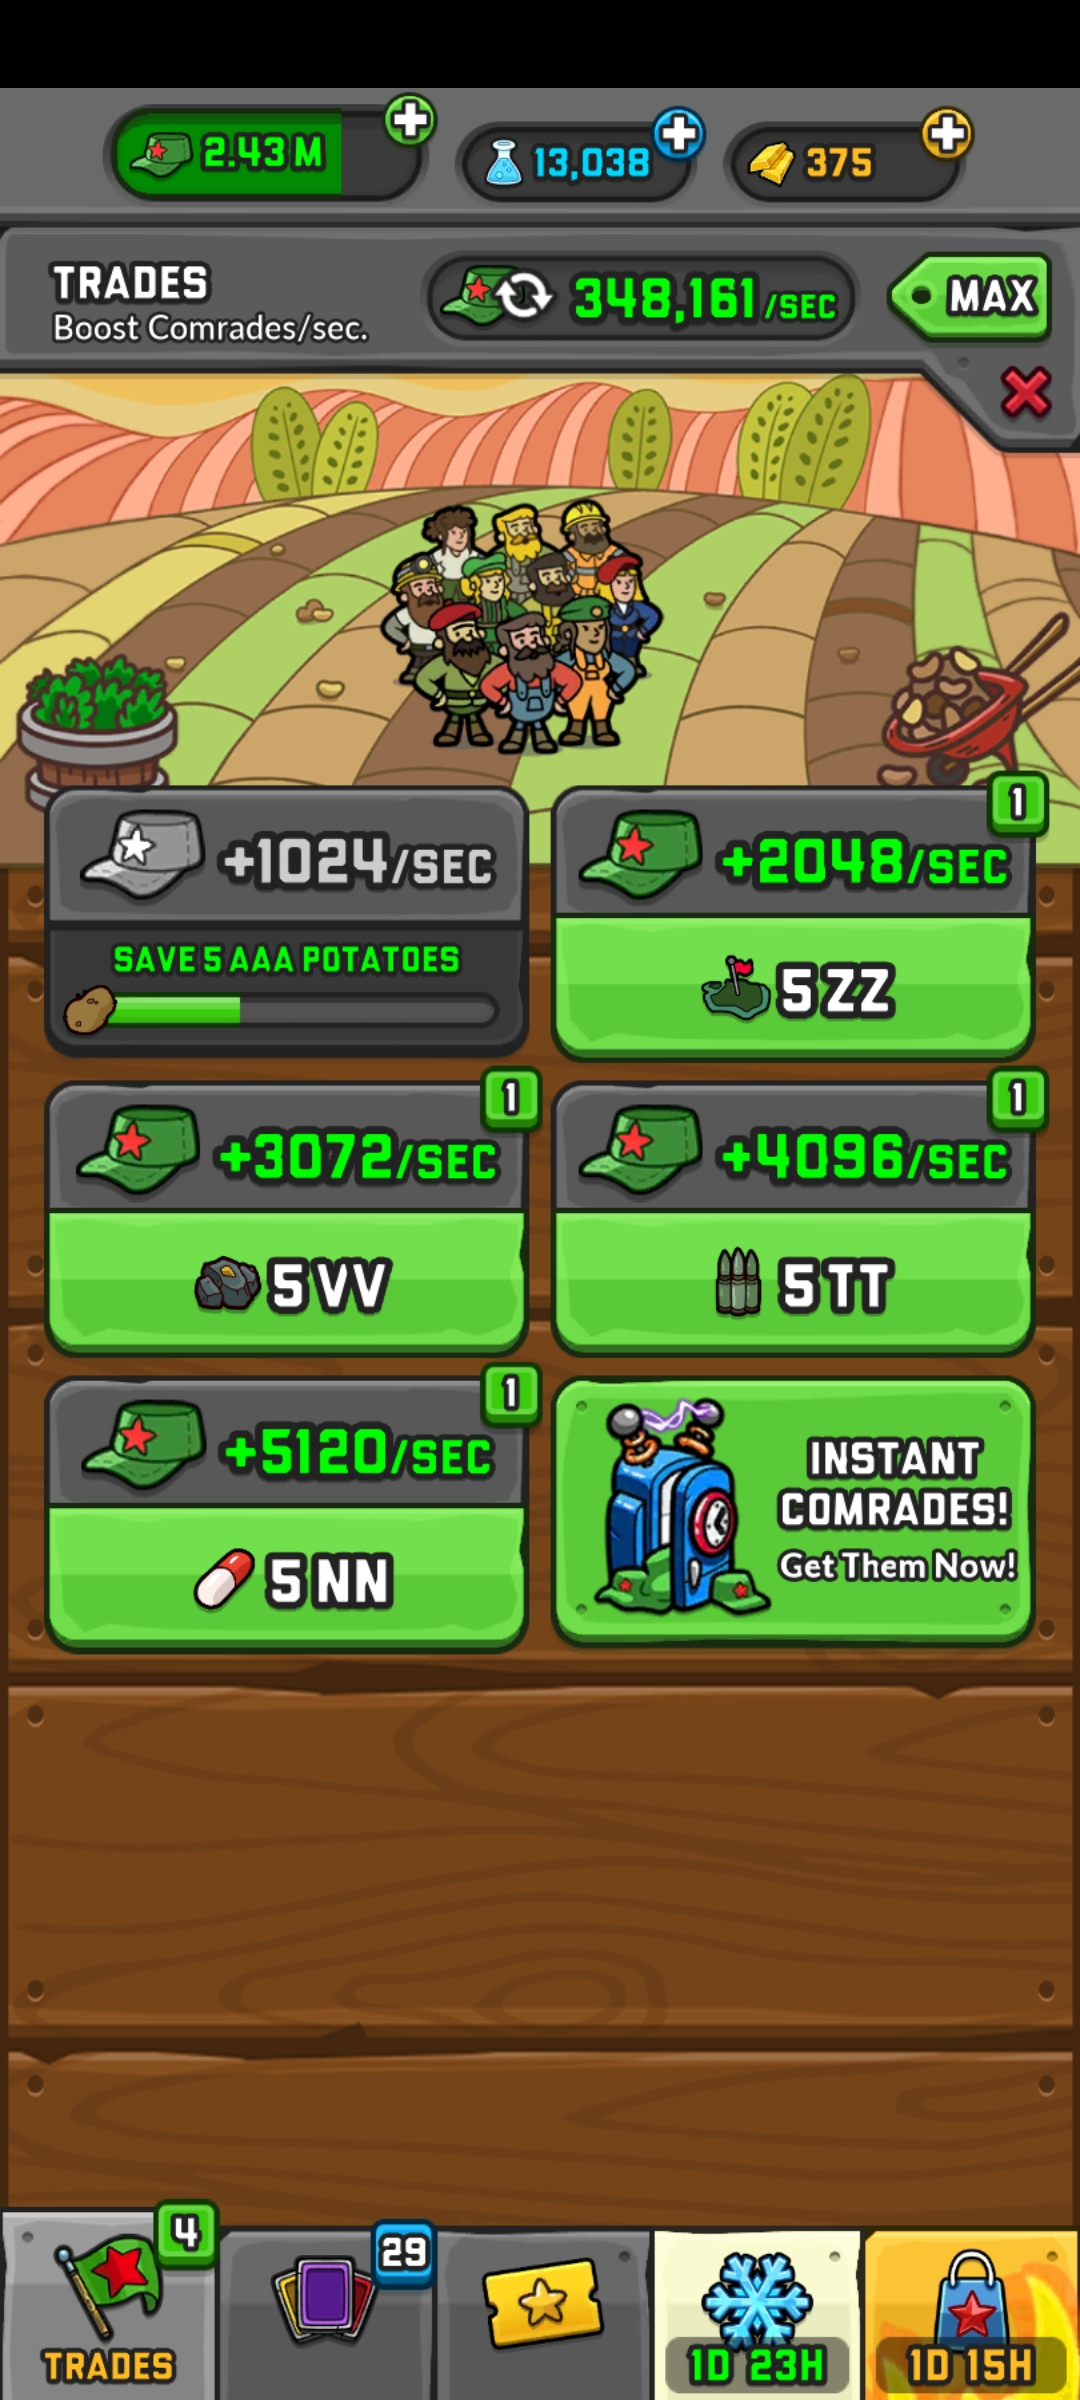 2.43 M
13,038
375
TRADES
Boost Comrades/sec.
348,161 /SEC
MAX
+1024/SEC
SAVE 5 AAA POTATOES
1
+2048/SEC
5 ZZ
1
+3072/SEC
5 VV
1
+4096/SEC
5 TT
1
+5120/SEC
5 NN
INSTANT
COMRADES!
Get Them Now!
4
TRADES
29
1D 23H
1D 15H